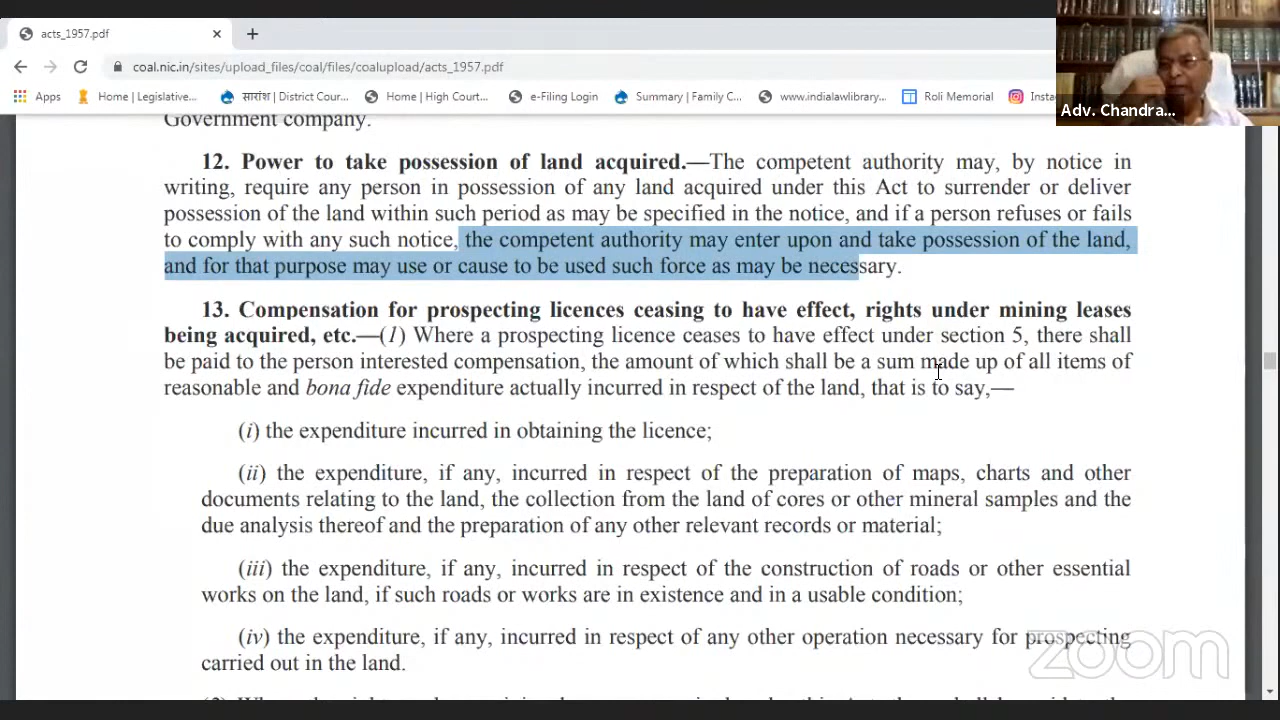 acts_1957.pdf
coal.nic.in/sites/upload_files/coal/files/coalupload/acts_1957.pdf
Apps Home | Legislative... सारांश | District Cour... Home | High Court... e-Filing Login Summary | Family C... www.indialawlibrary... Roli Memorial Insta
Adv. Chandra...
Government company.
12. Power to take possession of land acquired.—The competent authority may, by notice in
writing, require any person in possession of any land acquired under this Act to surrender or deliver
possession of the land within such period as may be specified in the notice, and if a person refuses or fails
to comply with any such notice, the competent authority may enter upon and take possession of the land,
and for that purpose may use or cause to be used such force as may be necessary.
13. Compensation for prospecting licences ceasing to have effect, rights under mining leases
being acquired, etc.—(1) Where a prospecting licence ceases to have effect under section 5, there shall
be paid to the person interested compensation, the amount of which shall be a sum made up of all items of
reasonable and bona fide expenditure actually incurred in respect of the land, that is to say,—
(i) the expenditure incurred in obtaining the licence;
(ii) the expenditure, if any, incurred in respect of the preparation of maps, charts and other
documents relating to the land, the collection from the land of cores or other mineral samples and the
due analysis thereof and the preparation of any other relevant records or material;
(iii) the expenditure, if any, incurred in respect of the construction of roads or other essential
works on the land, if such roads or works are in existence and in a usable condition;
(iv) the expenditure, if any, incurred in respect of any other operation necessary for prospecting
carried out in the land.
zoom